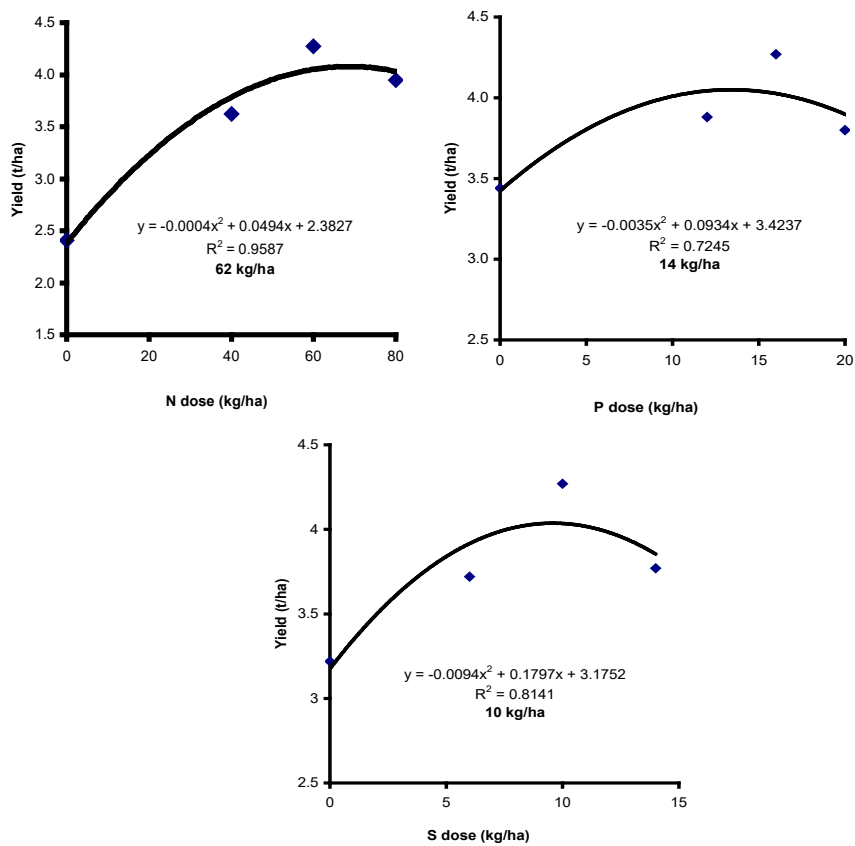 4.5
4.0
3.5
3.0
2.5
2.0
1.5
Yield (t/ha)
y = -0.0004x² + 0.0494x + 2.3827
R² = 0.9587
62 kg/ha
0 20 40 60 80
N dose (kg/ha)
4.5
4.0
3.5
3.0
2.5
Yield (t/ha)
y = -0.0035x² + 0.0934x + 3.4237
R² = 0.7245
14 kg/ha
0 5 10 15 20
P dose (kg/ha)
4.5
4
3.5
3
2.5
Yield (t/ha)
y = -0.0094x² + 0.1797x + 3.1752
R² = 0.8141
10 kg/ha
0 5 10 15
S dose (kg/ha)